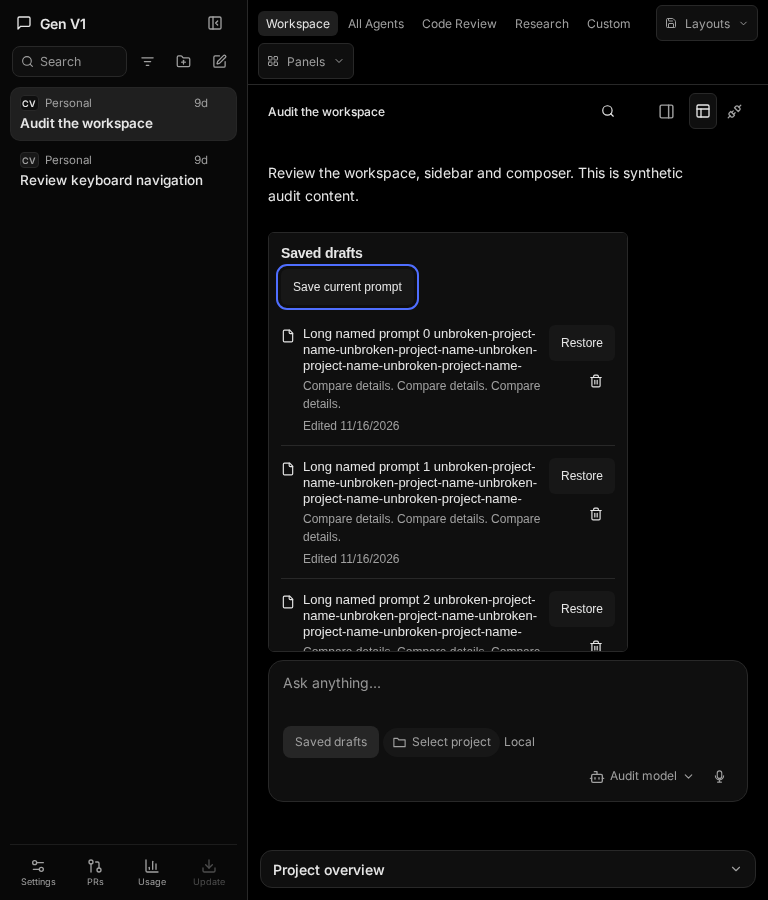 Gen V1
Search
CV Personal 9d
Audit the workspace
CV Personal 9d
Review keyboard navigation
Settings PRs Usage Update
Workspace All Agents Code Review Research Custom Layouts
Panels
Audit the workspace
Review the workspace, sidebar and composer. This is synthetic
audit content.
Saved drafts
Save current prompt
Long named prompt 0 unbroken-project-
name-unbroken-project-name-unbroken-
project-name-unbroken-project-name-
Restore
Compare details. Compare details. Compare
details.
Edited 11/16/2026
Long named prompt 1 unbroken-project-
name-unbroken-project-name-unbroken-
project-name-unbroken-project-name-
Restore
Compare details. Compare details. Compare
details.
Edited 11/16/2026
Long named prompt 2 unbroken-project-
name-unbroken-project-name-unbroken-
project-name-unbroken-project-name-
Restore
Compare details. Compare details. Compare
Ask anything...
Saved drafts Select project Local
Audit model
Project overview